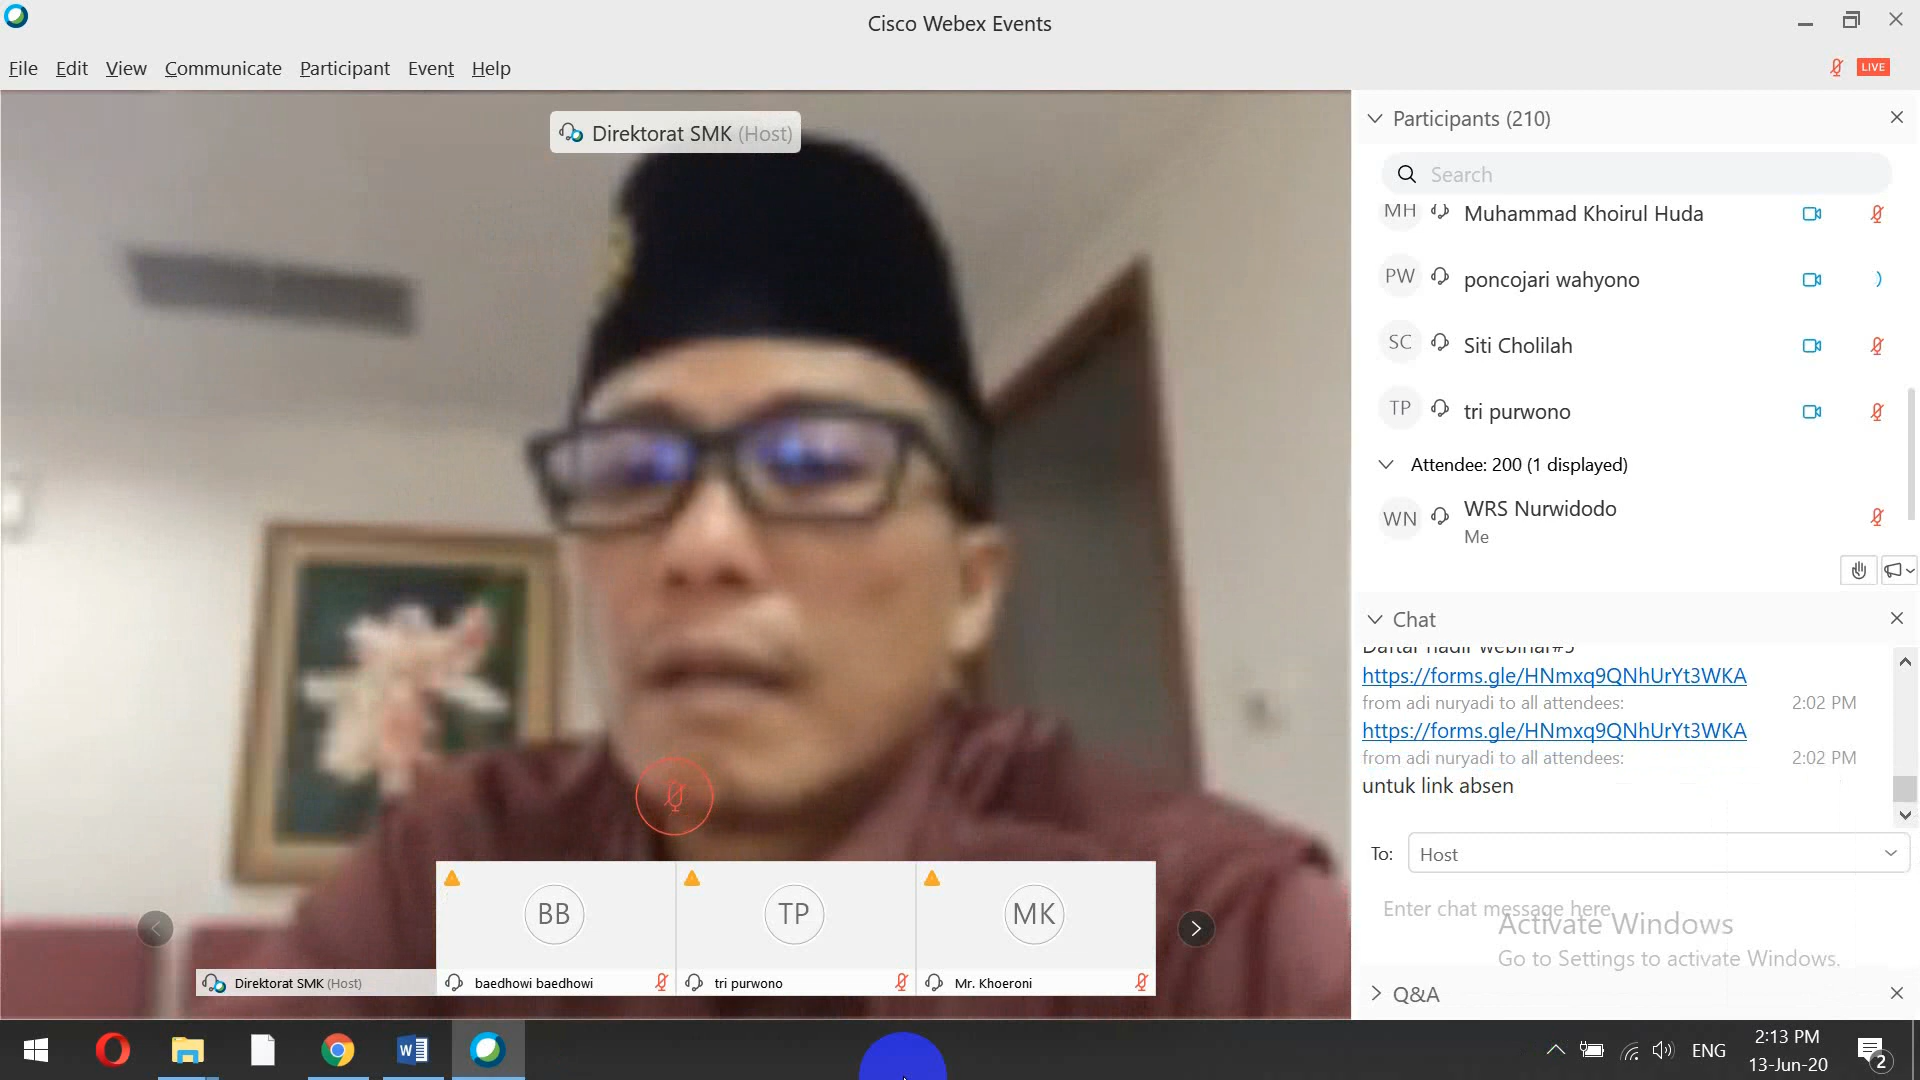 Cisco Webex Events
File Edit View Communicate Participant Event Help
LIVE
Direktorat SMK (Host)
Participants (210)
Search
MH Muhammad Khoirul Huda
PW poncojari wahyono
SC Siti Cholilah
TP tri purwono
Attendee: 200 (1 displayed)
WN WRS Nurwidodo
Me
Chat
Daftar hadir webinar#5
https://forms.gle/HNmxq9QNhUrYt3WKA
from adi nuryadi to all attendees: 2:02 PM
https://forms.gle/HNmxq9QNhUrYt3WKA
from adi nuryadi to all attendees: 2:02 PM
untuk link absen
To: Host
Enter chat message here
Activate Windows
Go to Settings to activate Windows.
Q&A
BB TP MK
Direktorat SMK (Host) baedhowi baedhowi tri purwono Mr. Khoeroni
ENG
2:13 PM
13-Jun-20
2